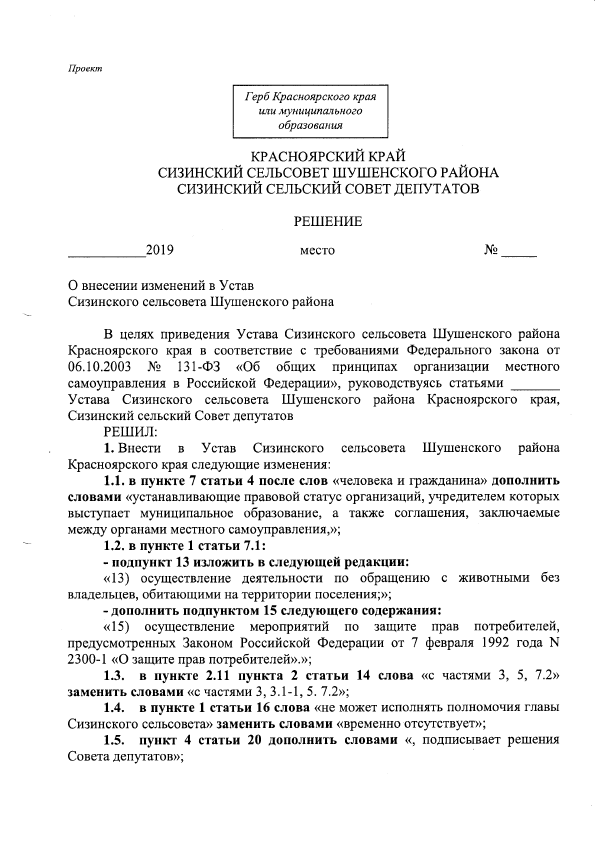 Проект
Герб Красноярского края
или муниципального
образования
КРАСНОЯРСКИЙ КРАЙ
СИЗИНСКИЙ СЕЛЬСОВЕТ ШУШЕНСКОГО РАЙОНА
СИЗИНСКИЙ СЕЛЬСКИЙ СОВЕТ ДЕПУТАТОВ
РЕШЕНИЕ
___________2019 место № _____
О внесении изменений в Устав
Сизинского сельсовета Шушенского района
В целях приведения Устава Сизинского сельсовета Шушенского района
Красноярского края в соответствие с требованиями Федерального закона от
06.10.2003 № 131-ФЗ «Об общих принципах организации местного
самоуправления в Российской Федерации», руководствуясь статьями _______
Устава Сизинского сельсовета Шушенского района Красноярского края,
Сизинский сельский Совет депутатов
РЕШИЛ:
1. Внести в Устав Сизинского сельсовета Шушенского района
Красноярского края следующие изменения:
1.1. в пункте 7 статьи 4 после слов «человека и гражданина» дополнить
словами «устанавливающие правовой статус организаций, учредителем которых
выступает муниципальное образование, а также соглашения, заключаемые
между органами местного самоуправления,»;
1.2. в пункте 1 статьи 7.1:
- подпункт 13 изложить в следующей редакции:
«13) осуществление деятельности по обращению с животными без
владельцев, обитающими на территории поселения;»;
- дополнить подпунктом 15 следующего содержания:
«15) осуществление мероприятий по защите прав потребителей,
предусмотренных Законом Российской Федерации от 7 февраля 1992 года N
2300-1 «О защите прав потребителей».»;
1.3. в пункте 2.11 пункта 2 статьи 14 слова «с частями 3, 5, 7.2»
заменить словами «с частями 3, 3.1-1, 5. 7.2»;
1.4. в пункте 1 статьи 16 слова «не может исполнять полномочия главы
Сизинского сельсовета» заменить словами «временно отсутствует»;
1.5. пункт 4 статьи 20 дополнить словами «, подписывает решения
Совета депутатов»;